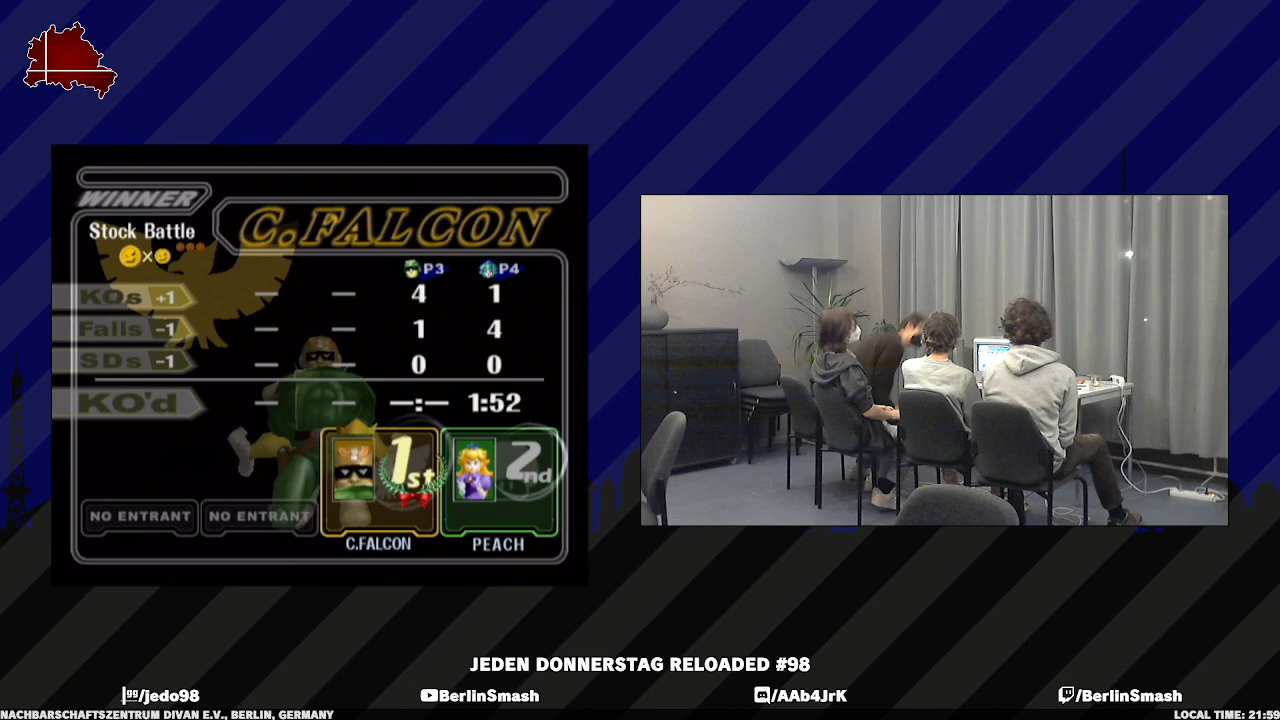 WINNER
C.FALCON
Stock Battle
×
P3 P4
KOs +1 — — 4 1
Falls -1 — — 1 4
SDs -1 — — 0 0
KO'd — — —:— 1:52
1st 2nd
NO ENTRANT NO ENTRANT
C.FALCON PEACH
JEDEN DONNERSTAG RELOADED #98
gg/jedo98 BerlinSmash /AAb4JrK /BerlinSmash
NACHBARSCHAFTSZENTRUM DIVAN E.V., BERLIN, GERMANY LOCAL TIME: 21:59